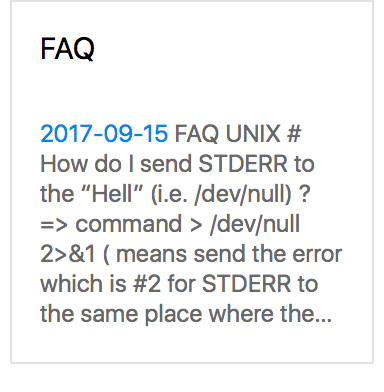 FAQ
2017-09-15 FAQ UNIX #
How do I send STDERR to
the “Hell” (i.e. /dev/null) ?
=> command > /dev/null
2>&1 ( means send the error
which is #2 for STDERR to
the same place where the...